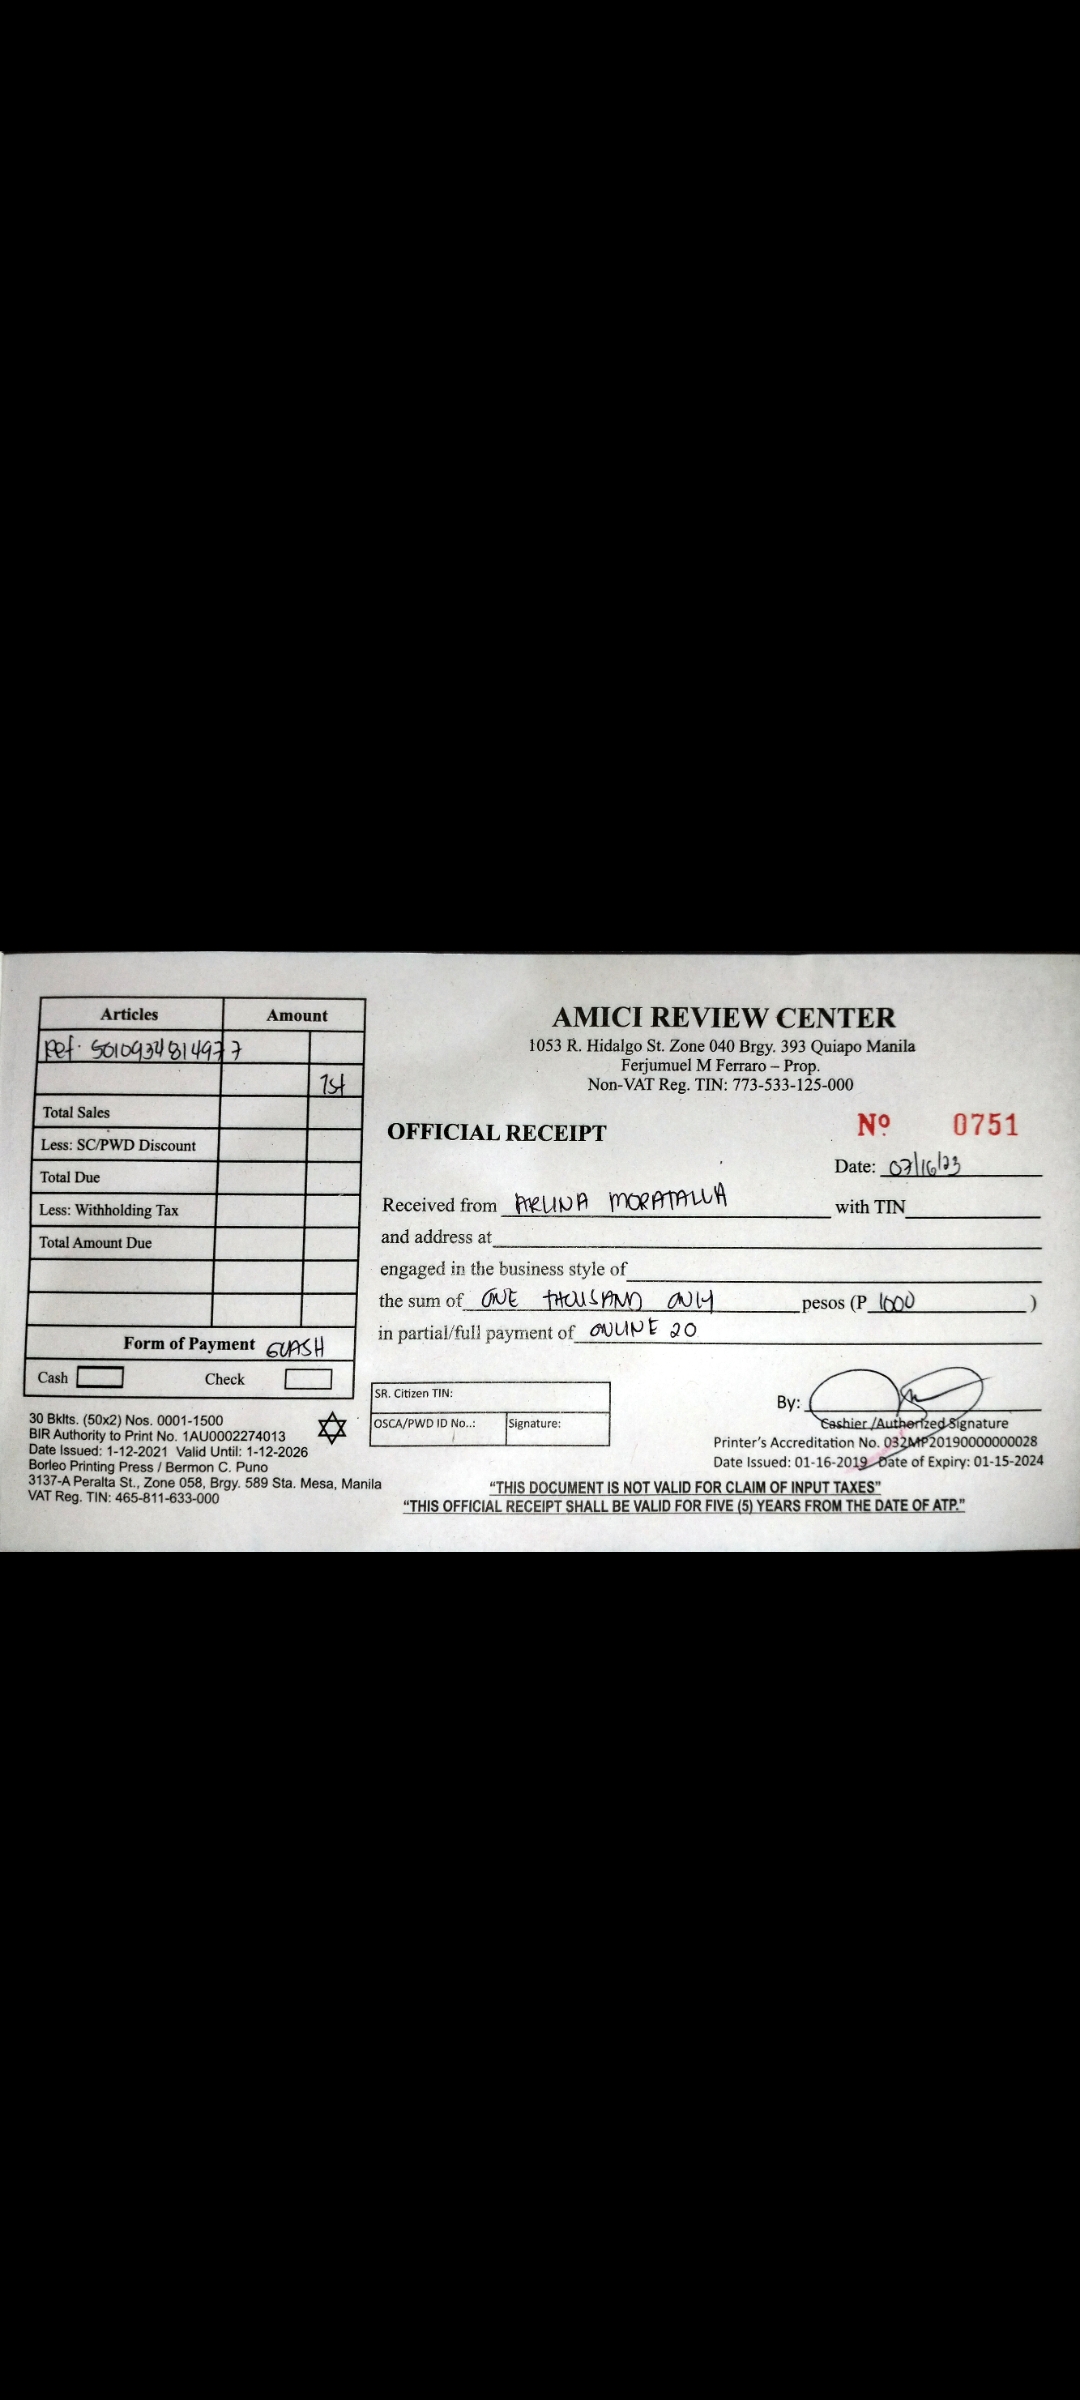 Articles Amount
Ref. 5010934814977
1st
Total Sales
Less: SC/PWD Discount
Total Due
Less: Withholding Tax
Total Amount Due
Form of Payment GCASH
Cash Check
30 Bklts. (50x2) Nos. 0001-1500
BIR Authority to Print No. 1AU0002274013
Date Issued: 1-12-2021 Valid Until: 1-12-2026
Borleo Printing Press / Bermon C. Puno
3137-A Peralta St., Zone 058, Brgy. 589 Sta. Mesa, Manila
VAT Reg. TIN: 465-811-633-000
AMICI REVIEW CENTER
1053 R. Hidalgo St. Zone 040 Brgy. 393 Quiapo Manila
Ferjumuel M Ferraro – Prop.
Non-VAT Reg. TIN: 773-533-125-000
OFFICIAL RECEIPT Nº 0751
Date: 07/16/23
Received from ARLINA MORATALLA with TIN
and address at
engaged in the business style of
the sum of ONE THOUSAND ONLY pesos (P 1000 )
in partial/full payment of ONLINE 20
SR. Citizen TIN:
OSCA/PWD ID No..: Signature:
By:
Cashier /Authorized Signature
Printer's Accreditation No. 032MP20190000000028
Date Issued: 01-16-2019 Date of Expiry: 01-15-2024
"THIS DOCUMENT IS NOT VALID FOR CLAIM OF INPUT TAXES"
"THIS OFFICIAL RECEIPT SHALL BE VALID FOR FIVE (5) YEARS FROM THE DATE OF ATP."